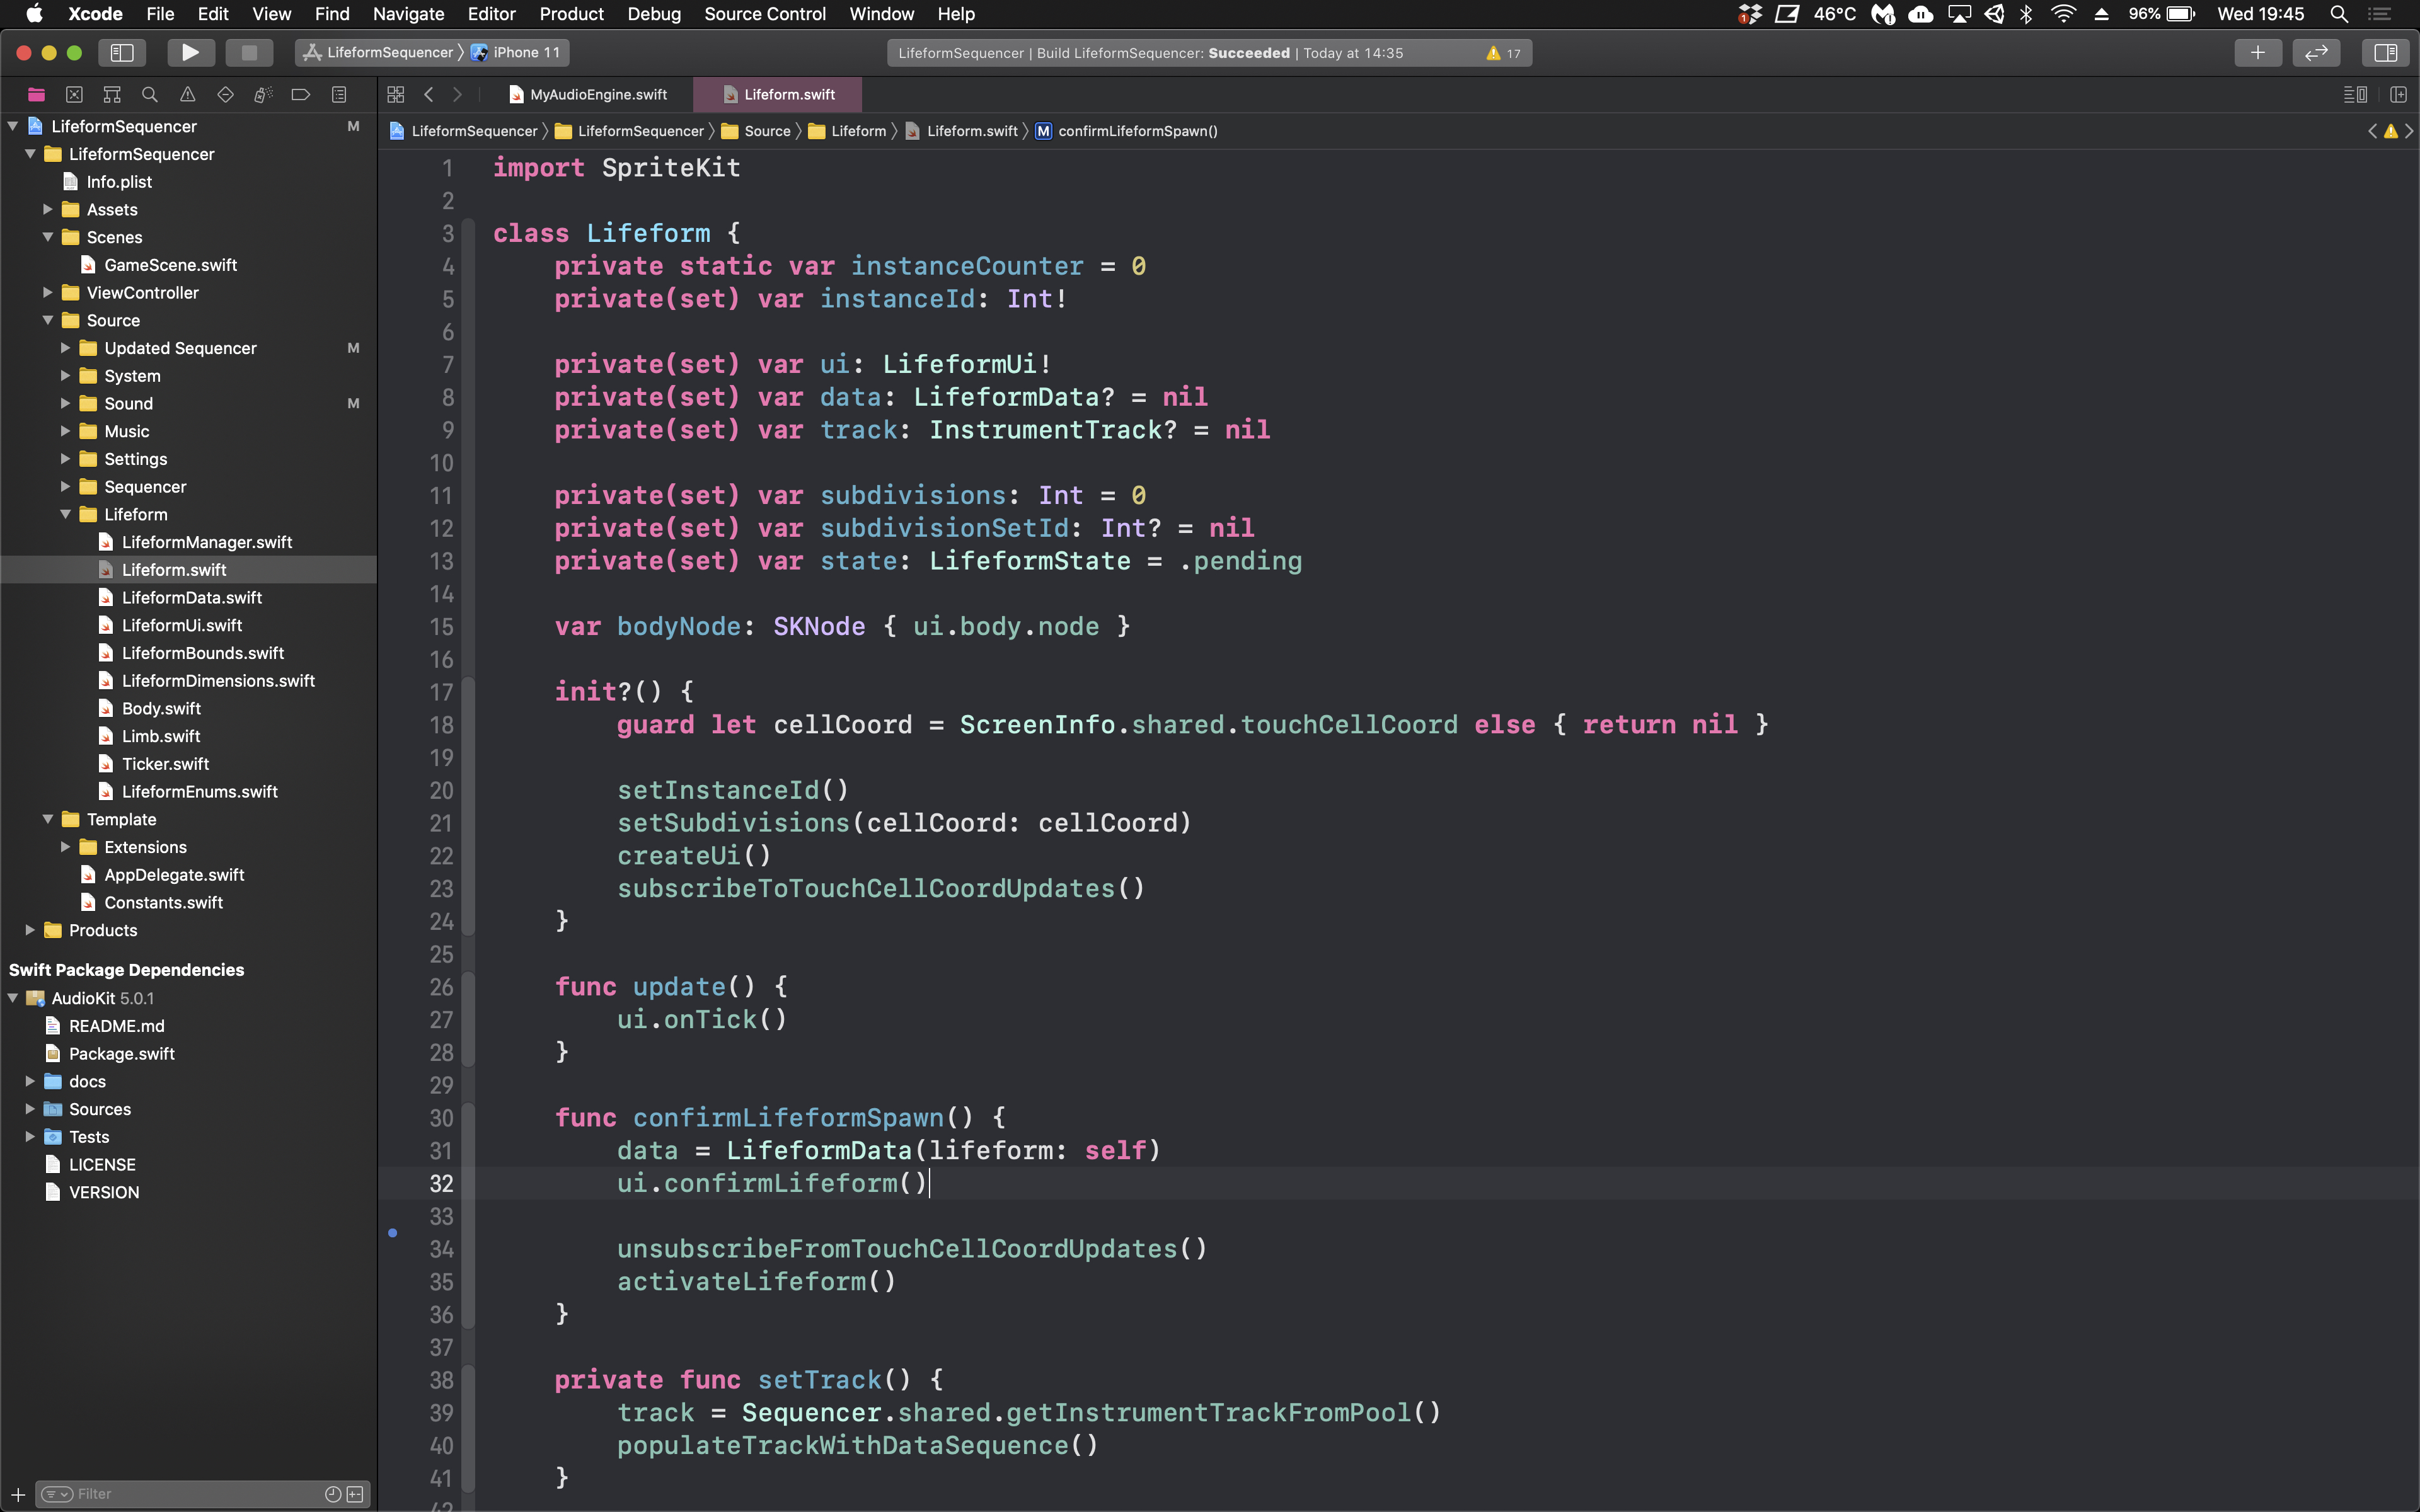 Xcode File Edit View Find Navigate Editor Product Debug Source Control Window Help 1 46°C 96% Wed 19:45
LifeformSequencer iPhone 11 LifeformSequencer | Build LifeformSequencer: Succeeded | Today at 14:35 17
MyAudioEngine.swift Lifeform.swift
LifeformSequencer LifeformSequencer Source Lifeform Lifeform.swift M confirmLifeformSpawn()
LifeformSequencer M
LifeformSequencer
Info.plist
Assets
Scenes
GameScene.swift
ViewController
Source
Updated Sequencer M
System
Sound M
Music
Settings
Sequencer
Lifeform
LifeformManager.swift
Lifeform.swift
LifeformData.swift
LifeformUi.swift
LifeformBounds.swift
LifeformDimensions.swift
Body.swift
Limb.swift
Ticker.swift
LifeformEnums.swift
Template
Extensions
AppDelegate.swift
Constants.swift
Products
Swift Package Dependencies
AudioKit 5.0.1
README.md
Package.swift
docs
Sources
Tests
LICENSE
VERSION
Filter
1 import SpriteKit
2
3 class Lifeform {
4 private static var instanceCounter = 0
5 private(set) var instanceId: Int!
6
7 private(set) var ui: LifeformUi!
8 private(set) var data: LifeformData? = nil
9 private(set) var track: InstrumentTrack? = nil
10
11 private(set) var subdivisions: Int = 0
12 private(set) var subdivisionSetId: Int? = nil
13 private(set) var state: LifeformState = .pending
14
15 var bodyNode: SKNode { ui.body.node }
16
17 init?() {
18 guard let cellCoord = ScreenInfo.shared.touchCellCoord else { return nil }
19
20 setInstanceId()
21 setSubdivisions(cellCoord: cellCoord)
22 createUi()
23 subscribeToTouchCellCoordUpdates()
24 }
25
26 func update() {
27 ui.onTick()
28 }
29
30 func confirmLifeformSpawn() {
31 data = LifeformData(lifeform: self)
32 ui.confirmLifeform()
33
34 unsubscribeFromTouchCellCoordUpdates()
35 activateLifeform()
36 }
37
38 private func setTrack() {
39 track = Sequencer.shared.getInstrumentTrackFromPool()
40 populateTrackWithDataSequence()
41 }
42